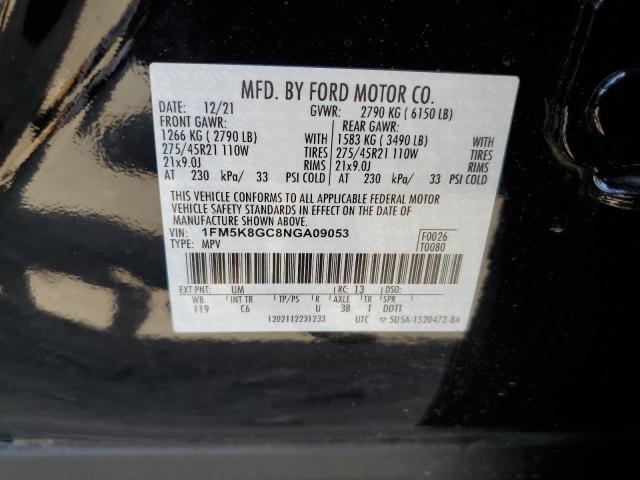 MFD. BY FORD MOTOR CO.
DATE: 12/21 GVWR: 2790 KG ( 6150 LB)
FRONT GAWR: REAR GAWR:
1266 KG ( 2790 LB) WITH 1583 KG ( 3490 LB) WITH
275/45R21 110W TIRES 275/45R21 110W TIRES
21x9.0J RIMS 21x9.0J RIMS
AT 230 kPa/ 33 PSI COLD AT 230 kPa/ 33 PSI COLD
THIS VEHICLE CONFORMS TO ALL APPLICABLE FEDERAL MOTOR
VEHICLE SAFETY AND THEFT PREVENTION STANDARDS IN EFFECT ON THE DATE OF
MANUFACTURE SHOWN ABOVE.
VIN: 1FM5K8GC8NGA09053 F0026
TYPE: MPV T0080
EXT PNT: UM RC: 13 DSO:
WB INT TR TP/PS R AXLE TR SPR
119 C6 U 3B T DDTT
1202112231233 UTC 5U5A-1520472-BA